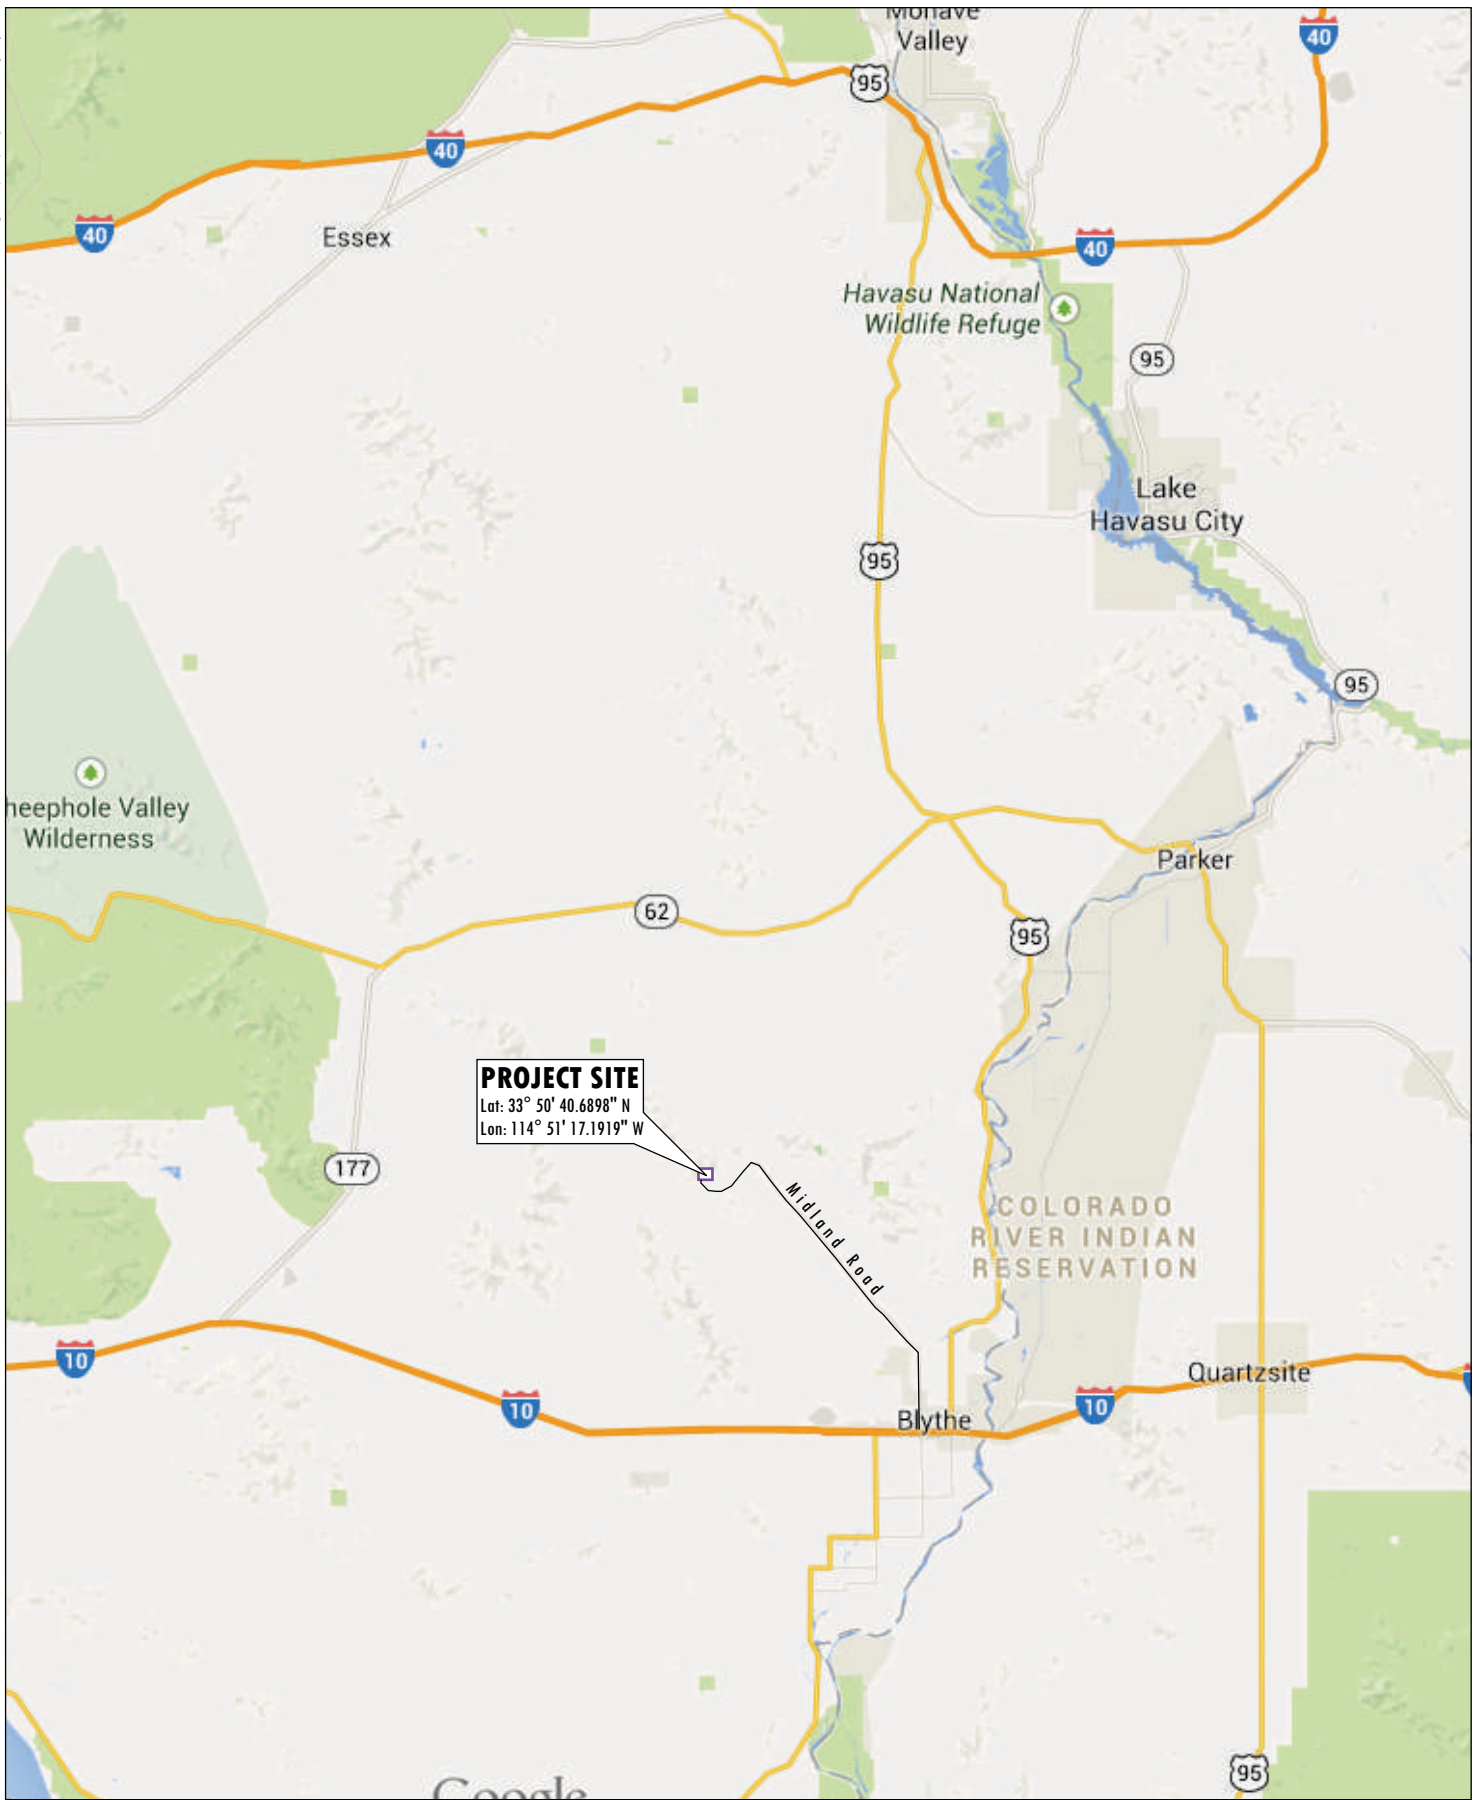 Mohave
Valley
40
95
40
40
Essex
40
Havasu National
Wildlife Refuge
95
Lake
Havasu City
95
95
heephole Valley
Wilderness
Parker
62
95
PROJECT SITE
Lat: 33° 50' 40.6898" N
Lon: 114° 51' 17.1919" W
177
Midland Road
COLORADO
RIVER INDIAN
RESERVATION
10
Quartzsite
10
10
Blythe
95
Google